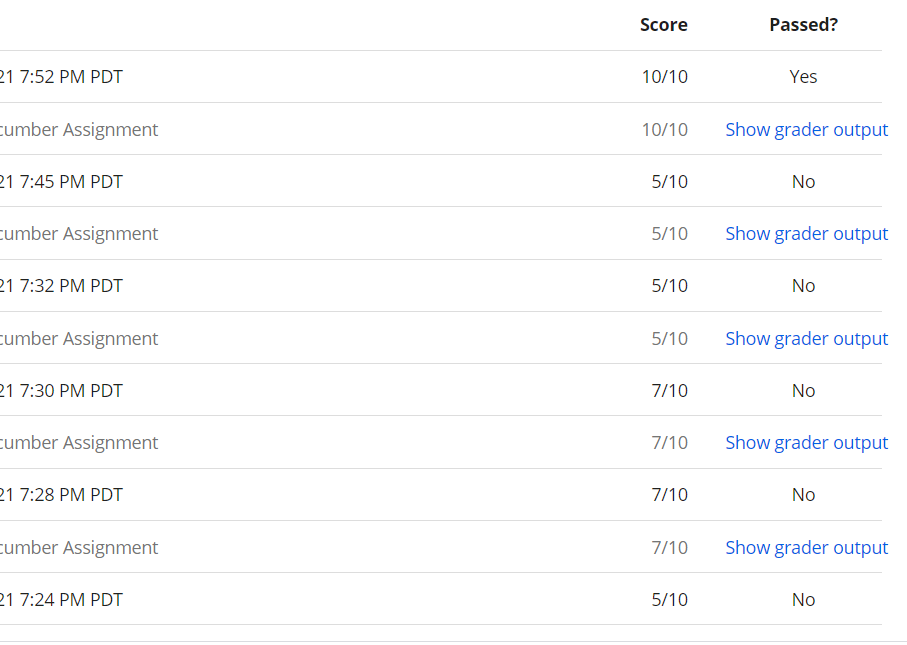 Score Passed?
21 7:52 PM PDT 10/10 Yes
cumber Assignment 10/10 Show grader output
21 7:45 PM PDT 5/10 No
cumber Assignment 5/10 Show grader output
21 7:32 PM PDT 5/10 No
cumber Assignment 5/10 Show grader output
21 7:30 PM PDT 7/10 No
cumber Assignment 7/10 Show grader output
21 7:28 PM PDT 7/10 No
cumber Assignment 7/10 Show grader output
21 7:24 PM PDT 5/10 No